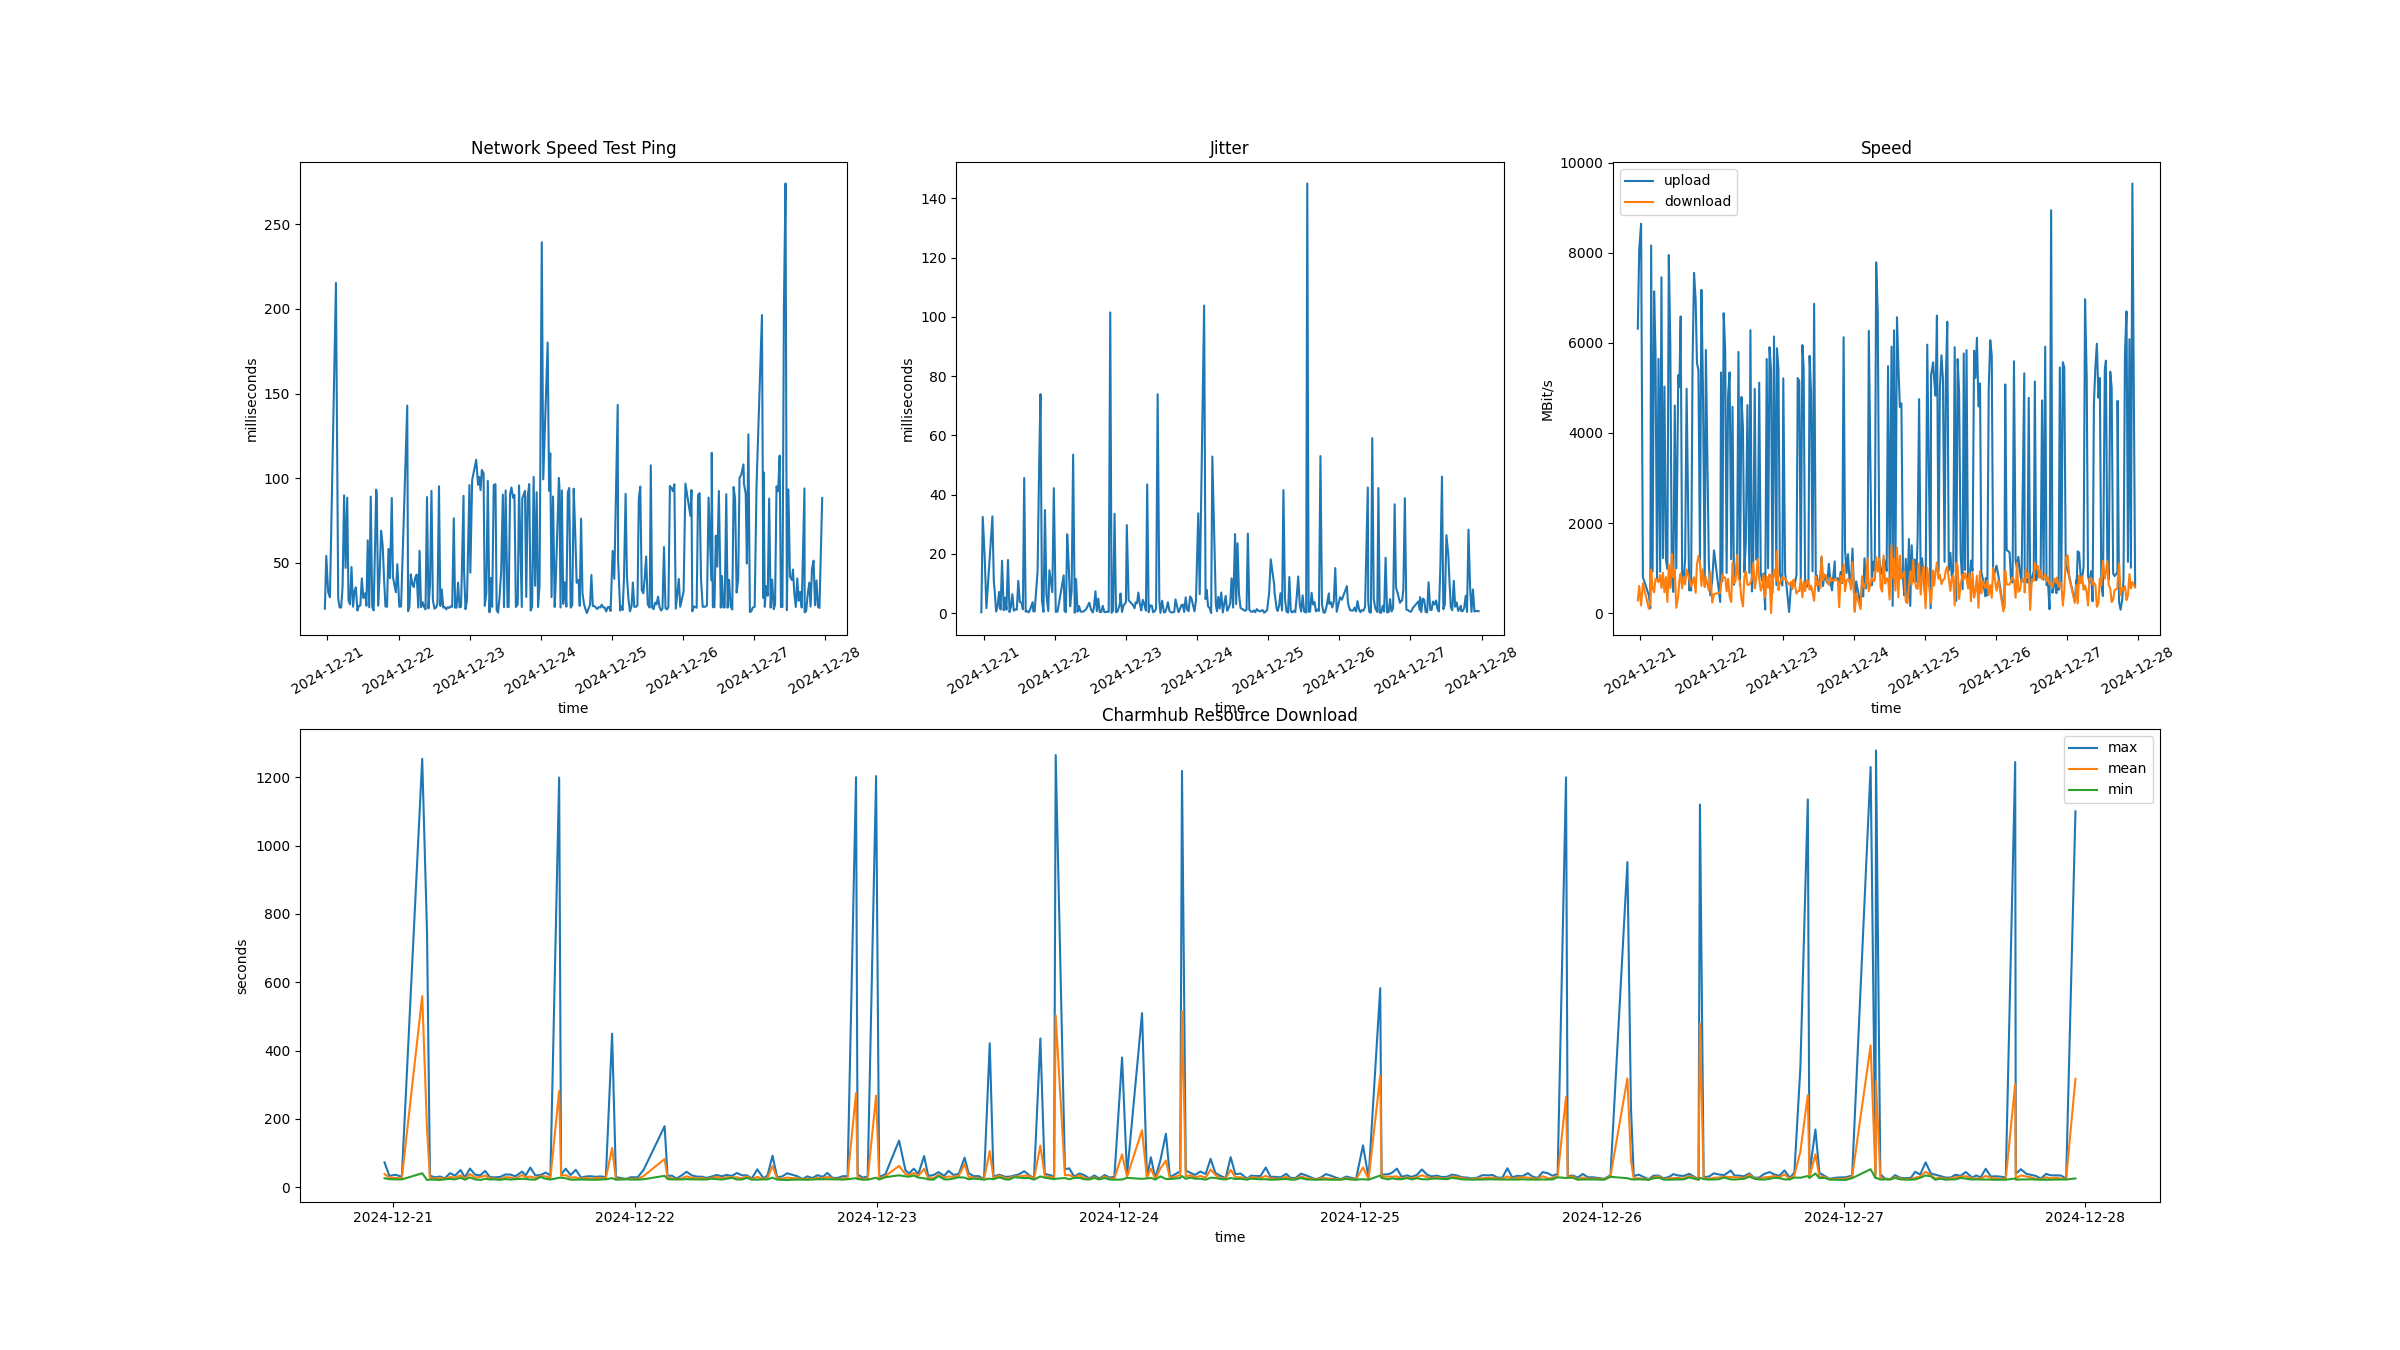 Network Speed Test Ping
milliseconds
250
200
150
100
50
2024-12-21 2024-12-22 2024-12-23 2024-12-24 2024-12-25 2024-12-26 2024-12-27 2024-12-28
time
Jitter
milliseconds
140
120
100
80
60
40
20
0
2024-12-21 2024-12-22 2024-12-23 2024-12-24 2024-12-25 2024-12-26 2024-12-27 2024-12-28
time
Speed
MBit/s
10000
8000
6000
4000
2000
0
upload
download
2024-12-21 2024-12-22 2024-12-23 2024-12-24 2024-12-25 2024-12-26 2024-12-27 2024-12-28
time
Charmhub Resource Download
seconds
1200
1000
800
600
400
200
0
max
mean
min
2024-12-21 2024-12-22 2024-12-23 2024-12-24 2024-12-25 2024-12-26 2024-12-27 2024-12-28
time